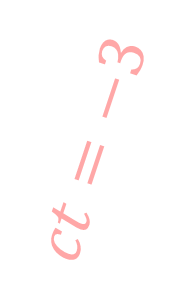 ct = −3